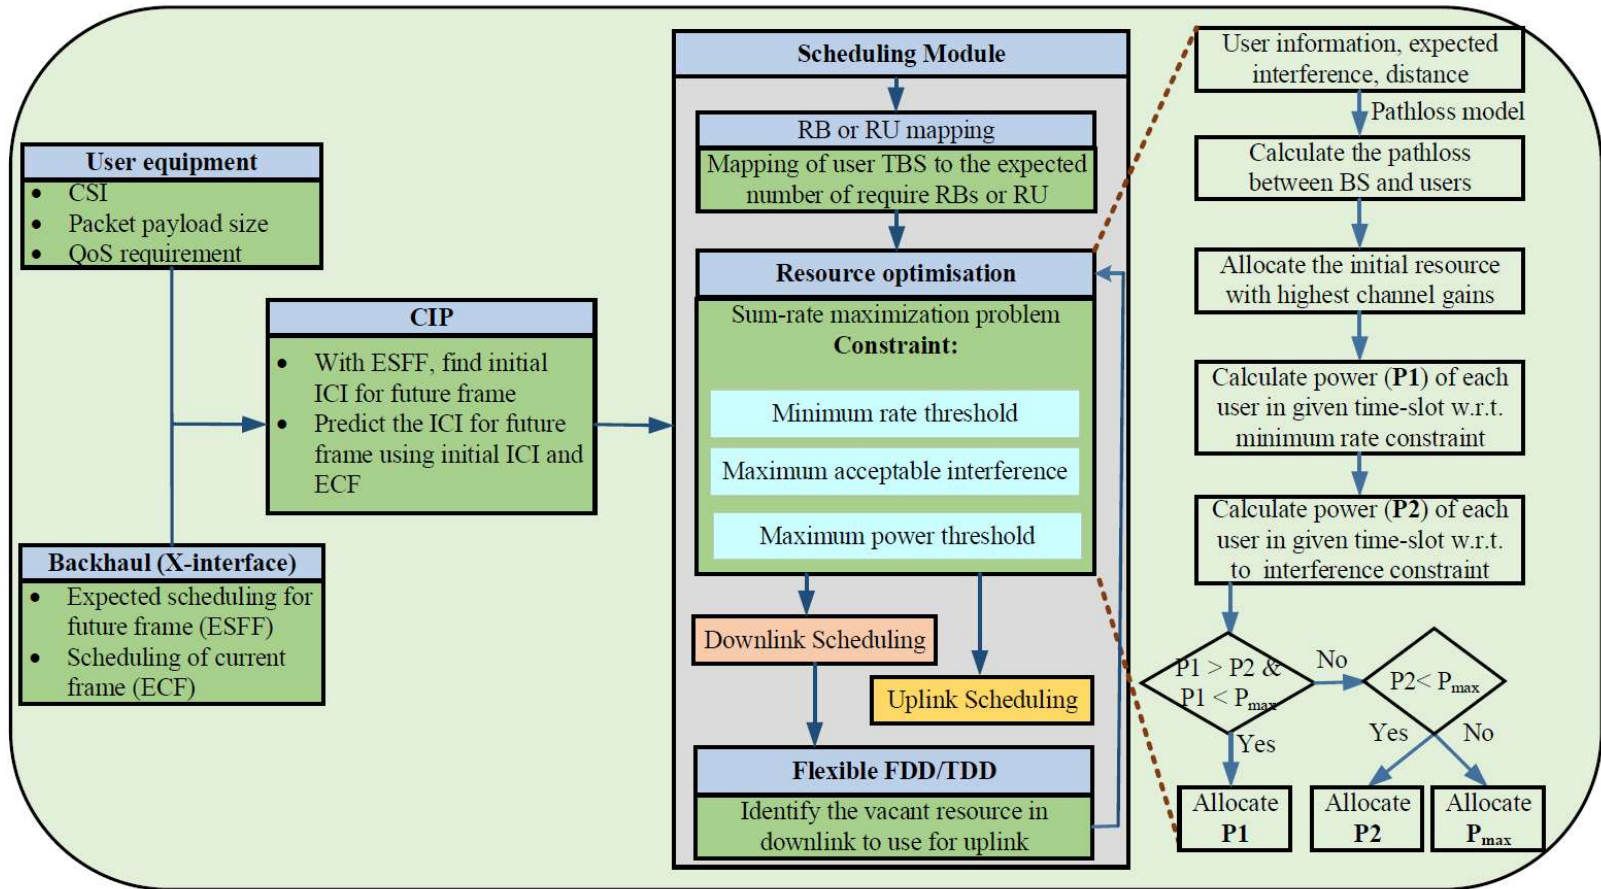 User equipment
• CSI
• Packet payload size
• QoS requirement
Backhaul (X-interface)
• Expected scheduling for
future frame (ESFF)
• Scheduling of current
frame (ECF)
CIP
• With ESFF, find initial
ICI for future frame
• Predict the ICI for future
frame using initial ICI and
ECF
Scheduling Module
RB or RU mapping
Mapping of user TBS to the expected
number of require RBs or RU
Resource optimisation
Sum-rate maximization problem
Constraint:
Minimum rate threshold
Maximum acceptable interference
Maximum power threshold
Downlink Scheduling
Uplink Scheduling
Flexible FDD/TDD
Identify the vacant resource in
downlink to use for uplink
User information, expected
interference, distance
Pathloss model
Calculate the pathloss
between BS and users
Allocate the initial resource
with highest channel gains
Calculate power (P1) of each
user in given time-slot w.r.t.
minimum rate constraint
Calculate power (P2) of each
user in given time-slot w.r.t.
to interference constraint
P1 > P2 &
P1 < Pmax
No
P2< Pmax
Yes
Yes
No
Allocate
P1
Allocate
P2
Allocate
Pmax